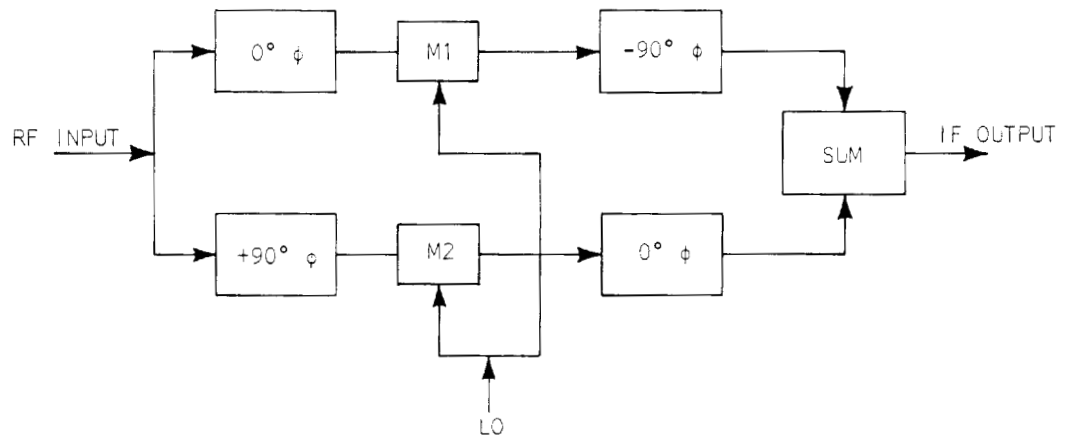 0° ϕ
M1
-90° ϕ
RF INPUT
SUM
IF OUTPUT
+90° φ
M2
0° ϕ
LO